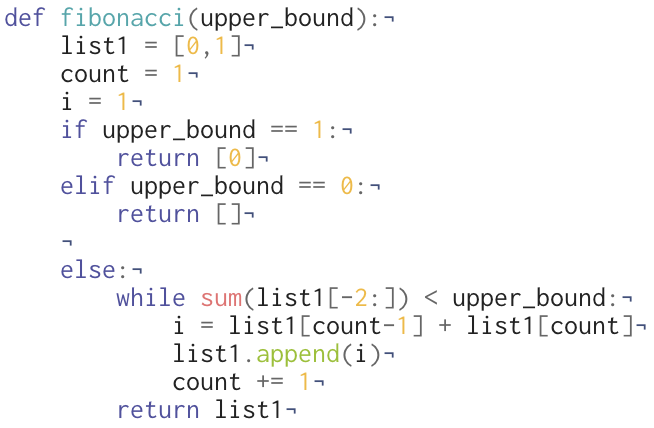 def fibonacci(upper_bound):¬
    list1 = [0,1]¬
    count = 1¬
    i = 1¬
    if upper_bound == 1:¬
        return [0]¬
    elif upper_bound == 0:¬
        return []¬
    ¬
    else:¬
        while sum(list1[-2:]) < upper_bound:¬
            i = list1[count-1] + list1[count]¬
            list1.append(i)¬
            count += 1¬
        return list1¬